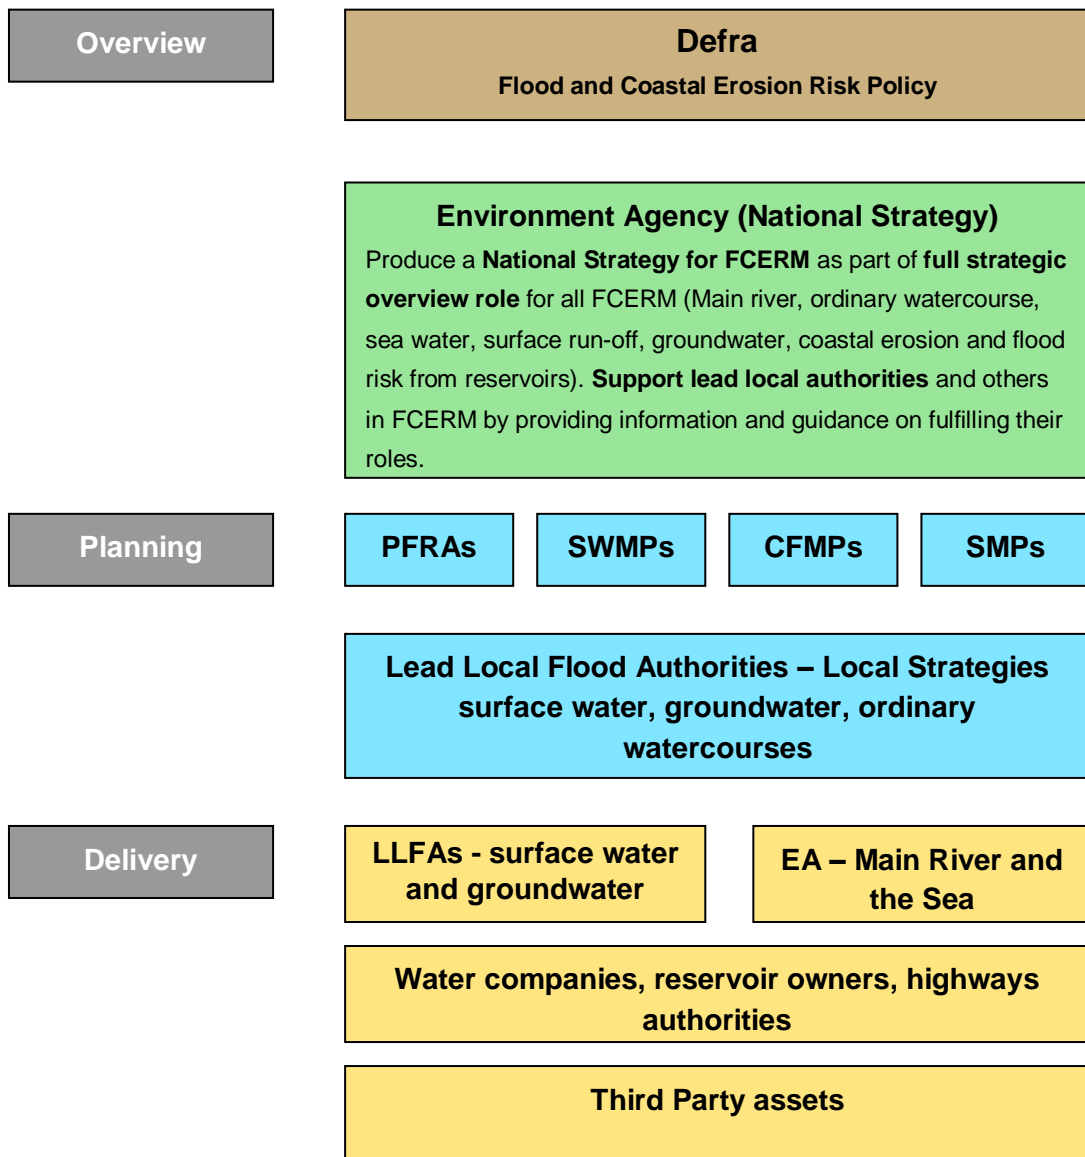 Overview
Defra
Flood and Coastal Erosion Risk Policy
Environment Agency (National Strategy)
Produce a National Strategy for FCERM as part of full strategic
overview role for all FCERM (Main river, ordinary watercourse,
sea water, surface run-off, groundwater, coastal erosion and flood
risk from reservoirs). Support lead local authorities and others
in FCERM by providing information and guidance on fulfilling their
roles.
Planning
PFRAs
SWMPs
CFMPs
SMPs
Lead Local Flood Authorities – Local Strategies
surface water, groundwater, ordinary
watercourses
Delivery
LLFAs - surface water
and groundwater
EA – Main River and
the Sea
Water companies, reservoir owners, highways
authorities
Third Party assets